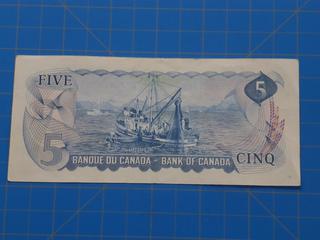 FIVE 5
5 BANQUE DU CANADA - BANK OF CANADA CINQ